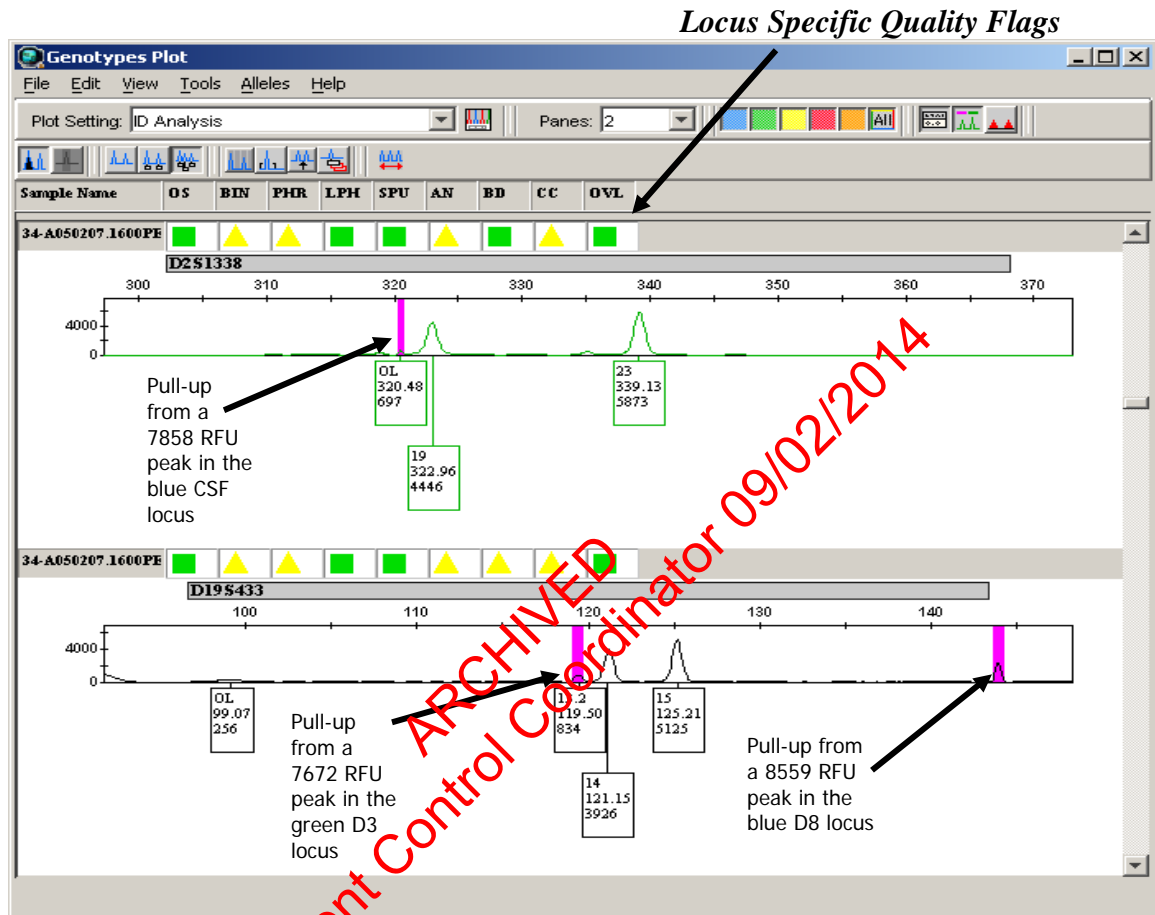 Locus Specific Quality Flags
Genotypes Plot
File Edit View Tools Alleles Help
Plot Setting: ID Analysis Panes: 2 All
Sample Name OS BIN PHR LPH SPU AN BD CC OVL
34-A050207.1600PE
D2S1338
300 310 320 330 340 350 360 370
4000
0
OL
320.48
697
19
322.96
4446
23
339.13
5873
Pull-up
from a
7858 RFU
peak in the
blue CSF
locus
34-A050207.1600PE
D19S433
100 110 120 130 140
4000
0
OL
99.07
256
13.2
119.50
834
14
121.15
3926
15
125.21
5125
Pull-up
from a
7672 RFU
peak in the
green D3
locus
Pull-up from
a 8559 RFU
peak in the
blue D8 locus
ARCHIVED
Control Coordinator 09/02/2014